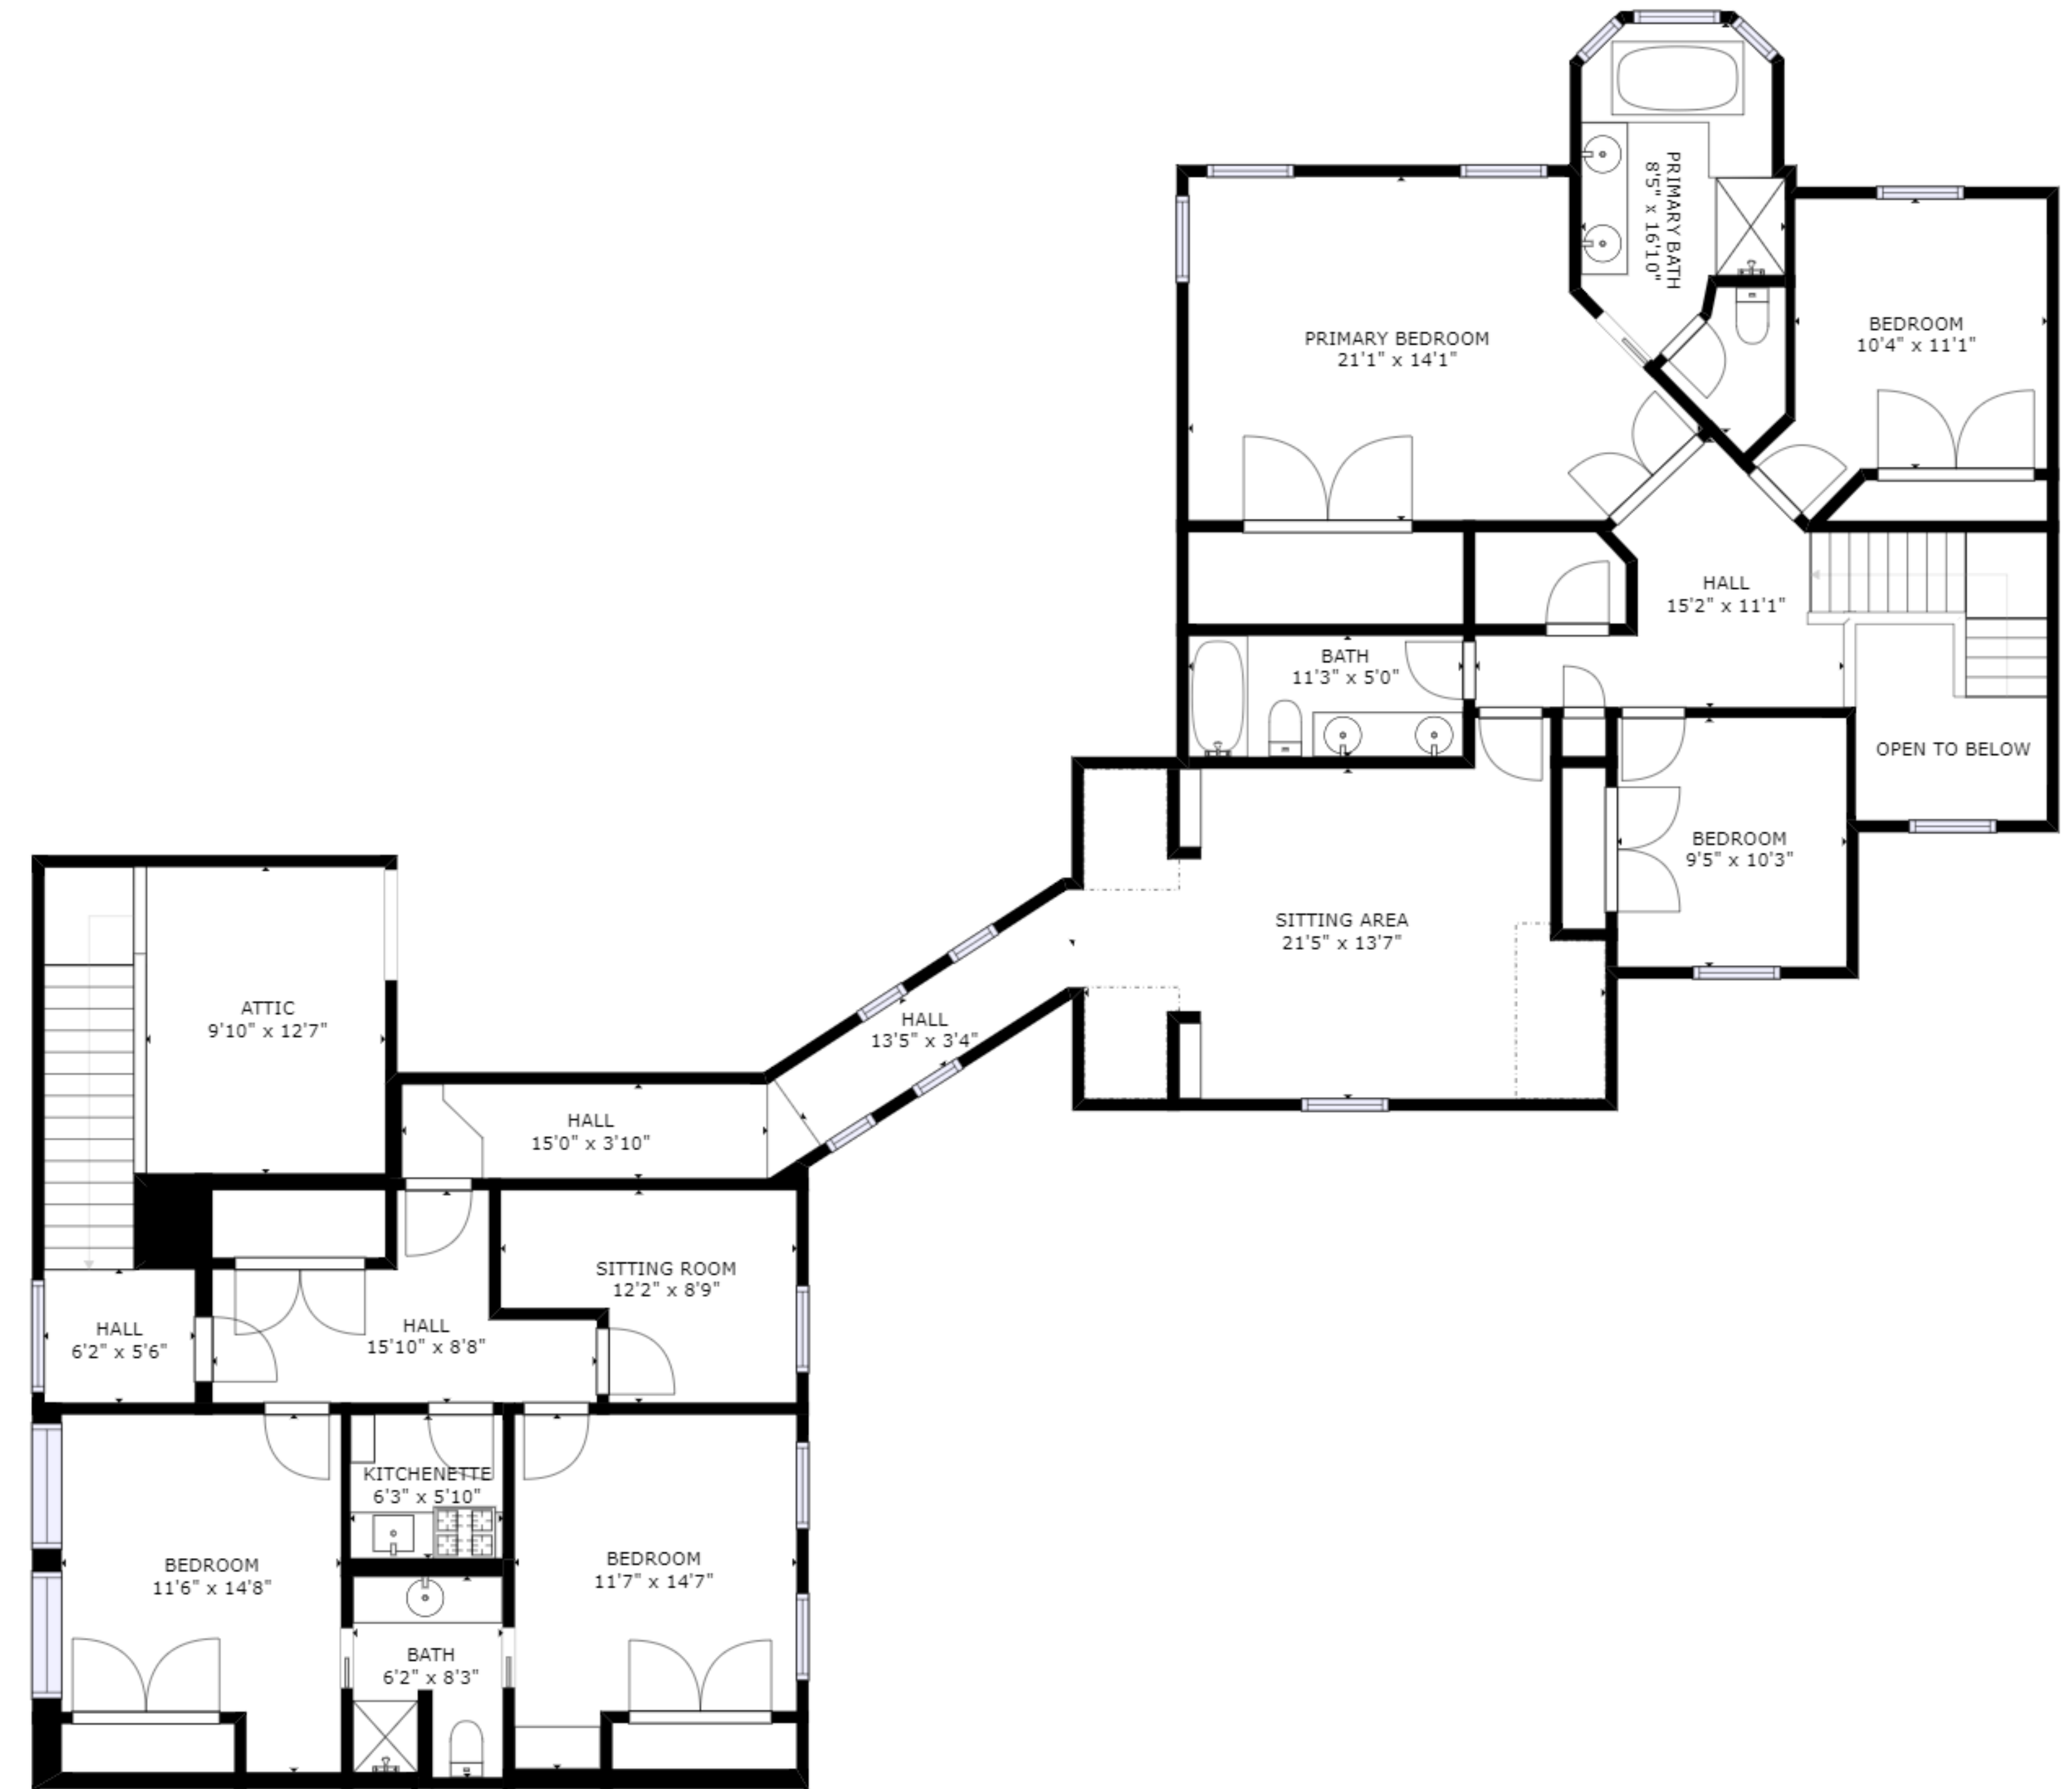 PRIMARY BATH
8'5" x 16'10"
PRIMARY BEDROOM
21'1" x 14'1"
BEDROOM
10'4" x 11'1"
HALL
15'2" x 11'1"
BATH
11'3" x 5'0"
OPEN TO BELOW
BEDROOM
9'5" x 10'3"
SITTING AREA
21'5" x 13'7"
ATTIC
9'10" x 12'7"
HALL
13'5" x 3'4"
HALL
15'0" x 3'10"
SITTING ROOM
12'2" x 8'9"
HALL
6'2" x 5'6"
HALL
15'10" x 8'8"
KITCHENETTE
6'3" x 5'10"
BEDROOM
11'6" x 14'8"
BEDROOM
11'7" x 14'7"
BATH
6'2" x 8'3"